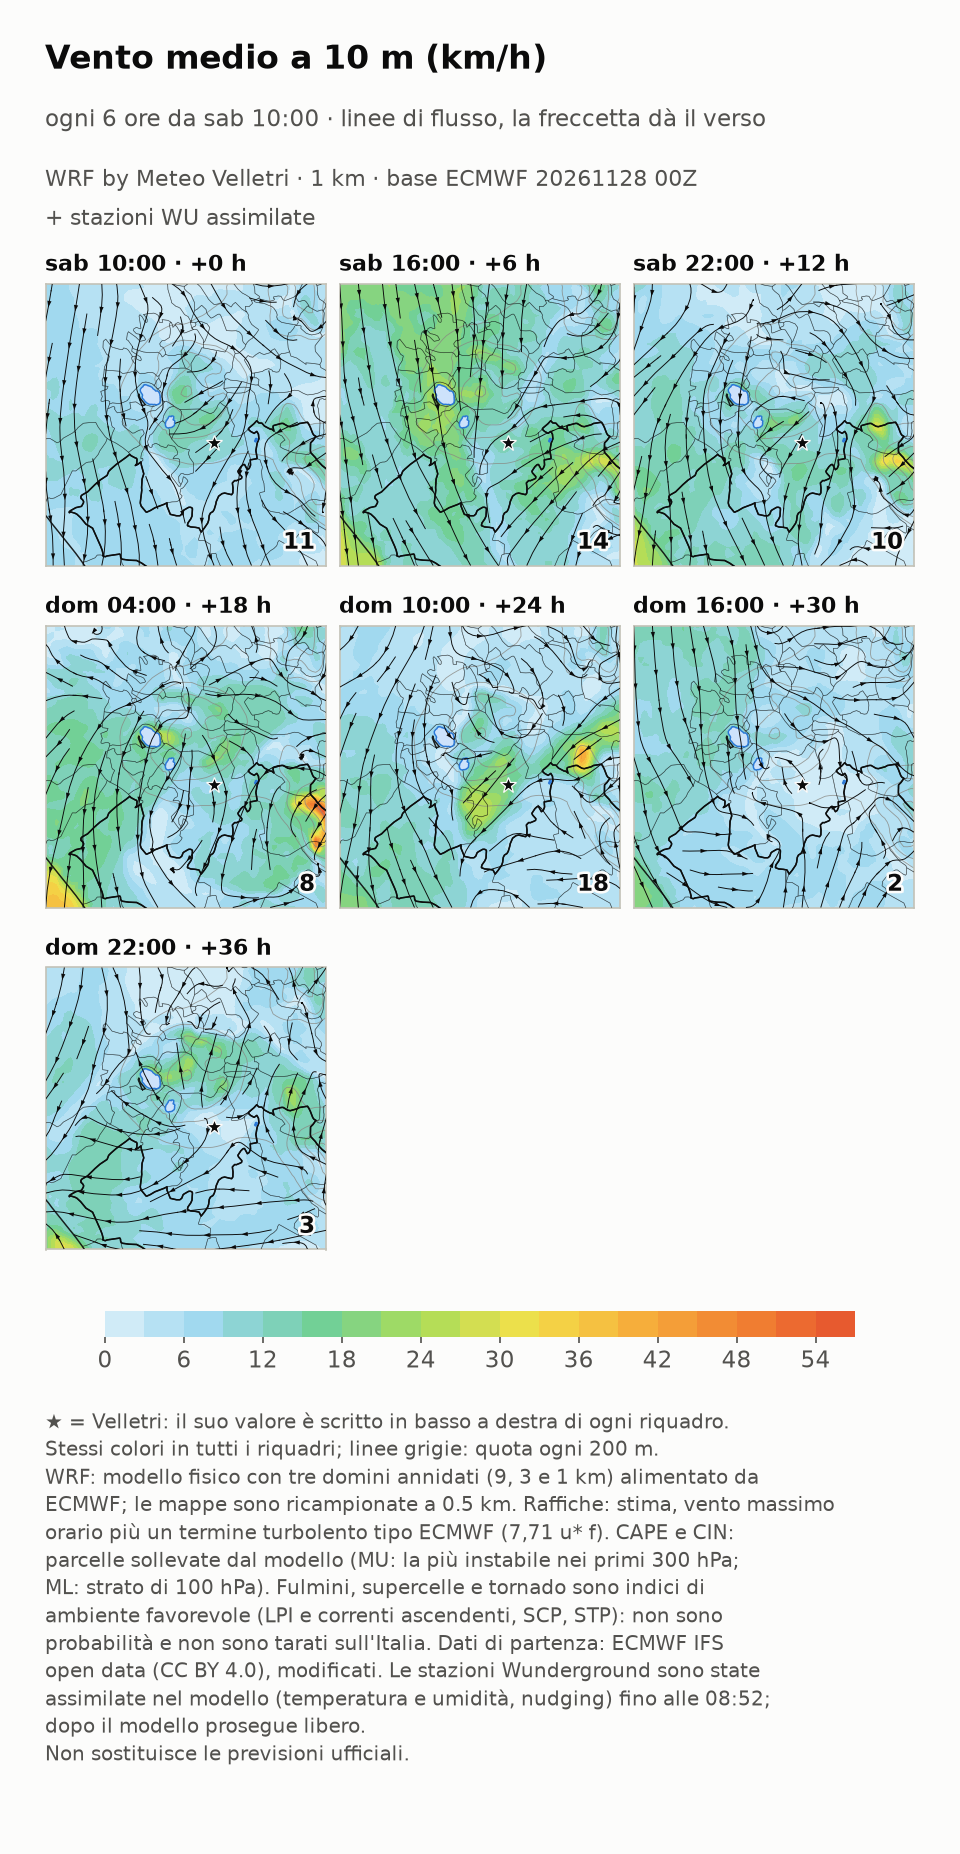 Vento medio a 10 m (km/h)
ogni 6 ore da sab 10:00 · linee di flusso, la freccetta dà il verso
WRF by Meteo Velletri · 1 km · base ECMWF 20261128 00Z
+ stazioni WU assimilate
sab 10:00 · +0 h
sab 16:00 · +6 h
sab 22:00 · +12 h
11
14
10
dom 04:00 · +18 h
dom 10:00 · +24 h
dom 16:00 · +30 h
8
18
2
dom 22:00 · +36 h
3
0 6 12 18 24 30 36 42 48 54
★ = Velletri: il suo valore è scritto in basso a destra di ogni riquadro.
Stessi colori in tutti i riquadri; linee grigie: quota ogni 200 m.
WRF: modello fisico con tre domini annidati (9, 3 e 1 km) alimentato da
ECMWF; le mappe sono ricampionate a 0.5 km. Raffiche: stima, vento massimo
orario più un termine turbolento tipo ECMWF (7,71 u* f). CAPE e CIN:
parcelle sollevate dal modello (MU: la più instabile nei primi 300 hPa;
ML: strato di 100 hPa). Fulmini, supercelle e tornado sono indici di
ambiente favorevole (LPI e correnti ascendenti, SCP, STP): non sono
probabilità e non sono tarati sull'Italia. Dati di partenza: ECMWF IFS
open data (CC BY 4.0), modificati. Le stazioni Wunderground sono state
assimilate nel modello (temperatura e umidità, nudging) fino alle 08:52;
dopo il modello prosegue libero.
Non sostituisce le previsioni ufficiali.